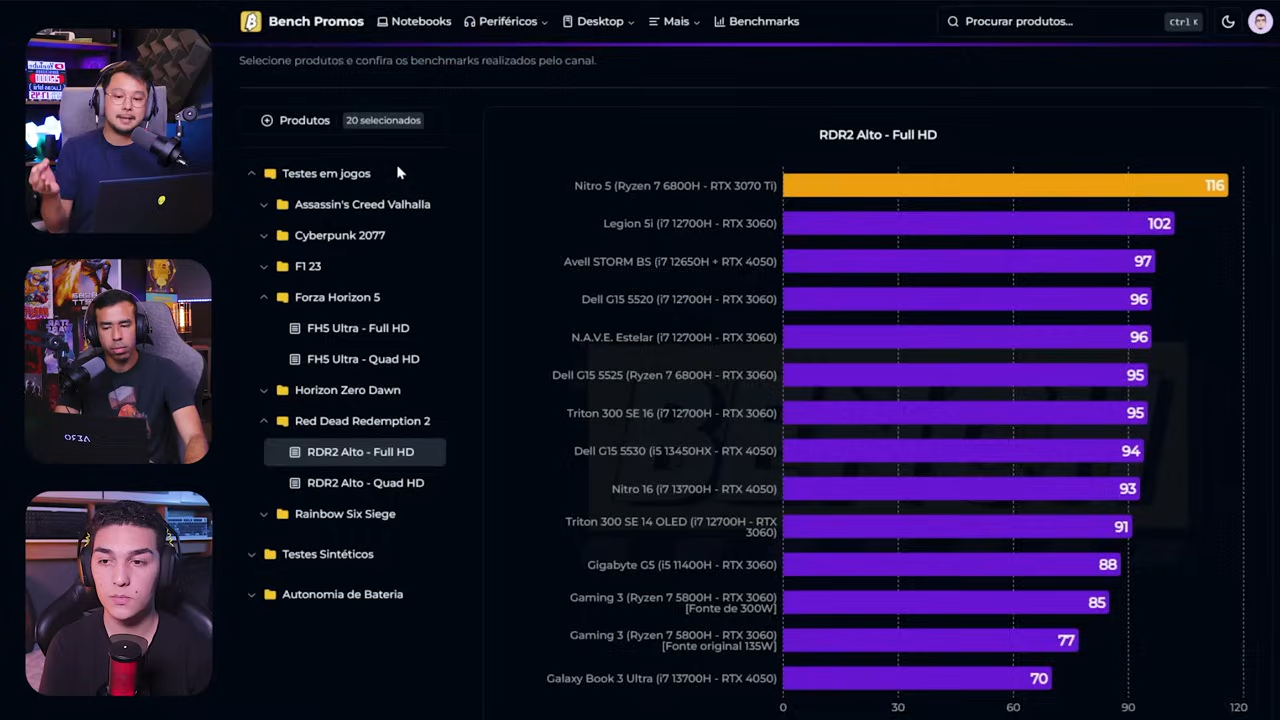 Bench Promos
Notebooks
Periféricos
Desktop
Mais
Benchmarks
Procurar produtos...
Ctrl K
Selecione produtos e confira os benchmarks realizados pelo canal.
Produtos
20 selecionados
Testes em jogos
Assassin's Creed Valhalla
Cyberpunk 2077
F1 23
Forza Horizon 5
FH5 Ultra - Full HD
FH5 Ultra - Quad HD
Horizon Zero Dawn
Red Dead Redemption 2
RDR2 Alto - Full HD
RDR2 Alto - Quad HD
Rainbow Six Siege
Testes Sintéticos
Autonomia de Bateria
RDR2 Alto - Full HD
Nitro 5 (Ryzen 7 6800H - RTX 3070 Ti) 116
Legion 5i (i7 12700H - RTX 3060) 102
Avell STORM BS (i7 12650H + RTX 4050) 97
Dell G15 5520 (i7 12700H - RTX 3060) 96
N.A.V.E. Estelar (i7 12700H - RTX 3060) 96
Dell G15 5525 (Ryzen 7 6800H - RTX 3060) 95
Triton 300 SE 16 (i7 12700H - RTX 3060) 95
Dell G15 5530 (i5 13450HX - RTX 4050) 94
Nitro 16 (i7 13700H - RTX 4050) 93
Triton 300 SE 14 OLED (i7 12700H - RTX
3060) 91
Gigabyte G5 (i5 11400H - RTX 3060) 88
Gaming 3 (Ryzen 7 5800H - RTX 3060)
[Fonte de 300W] 85
Gaming 3 (Ryzen 7 5800H - RTX 3060)
[Fonte original 135W] 77
Galaxy Book 3 Ultra (i7 13700H - RTX 4050) 70
0 30 60 90 120
AERO